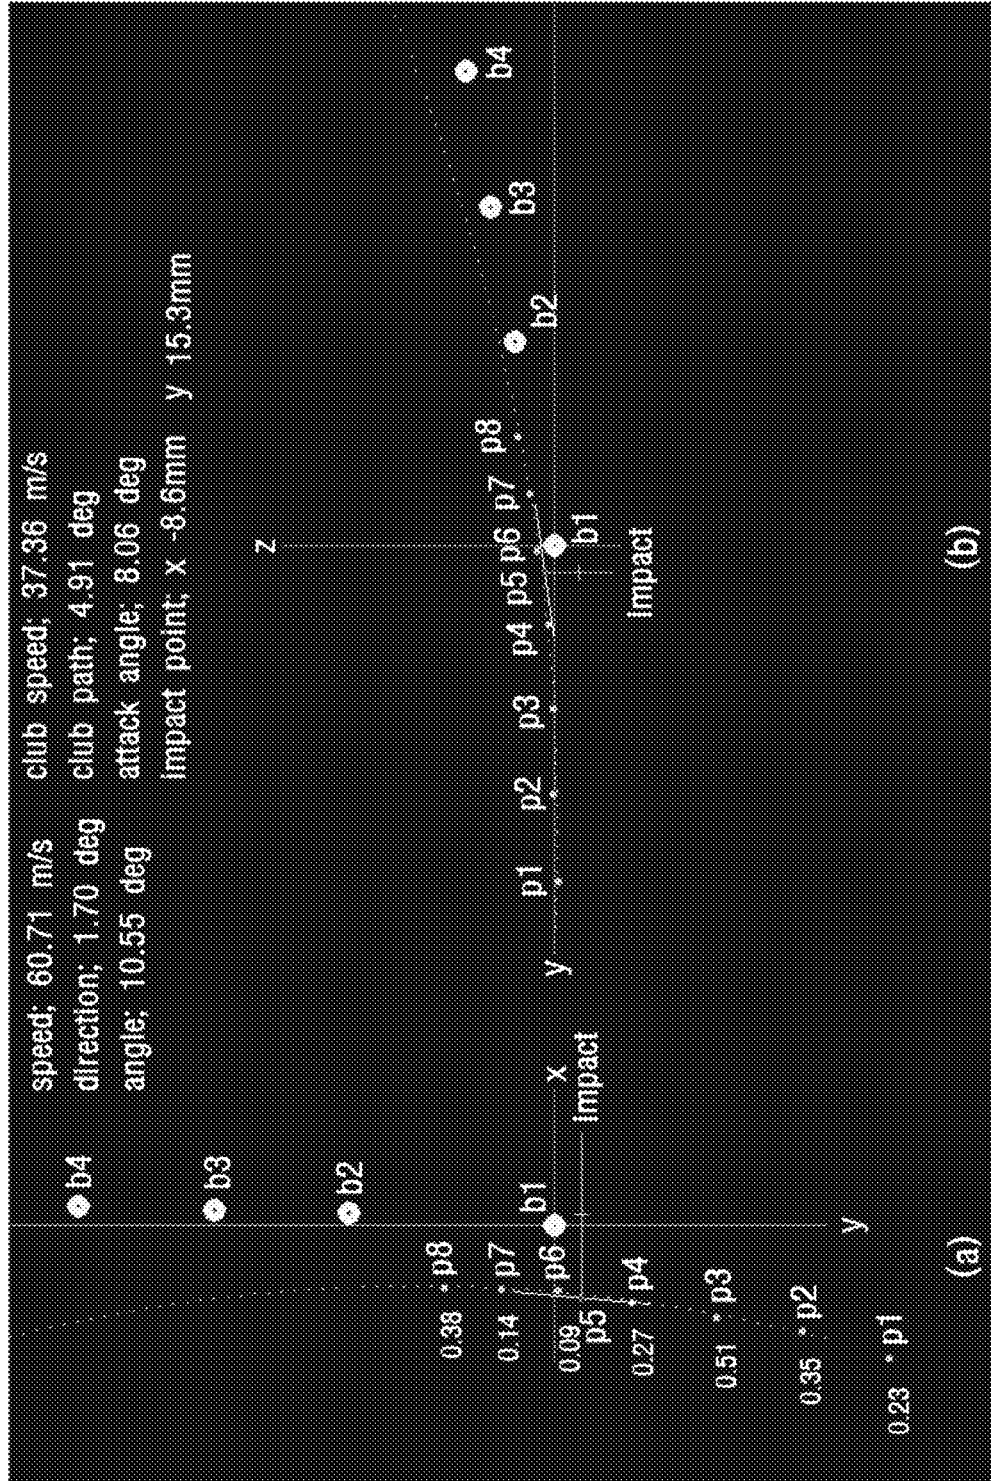 speed; 60.71 m/s
direction; 1.70 deg
angle; 10.55 deg
club speed; 37.36 m/s
club path; 4.91 deg
attack angle; 8.06 deg
impact point; x -8.6mm y 15.3mm
b4
b3
b2
b1
x
impact
0.38 p8
0.14 p7
0.09 p6
p5
0.27 p4
0.51 p3
0.35 p2
0.23 p1
y
(a)
z
y
p1
p2
p3
p4
p5
p6
p7
p8
b1
b2
b3
b4
impact
(b)